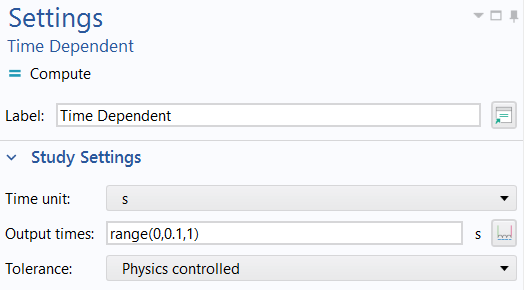 Settings
Time Dependent
= Compute
Label: Time Dependent
Study Settings
Time unit: s
Output times: range(0,0.1,1) s
Tolerance: Physics controlled